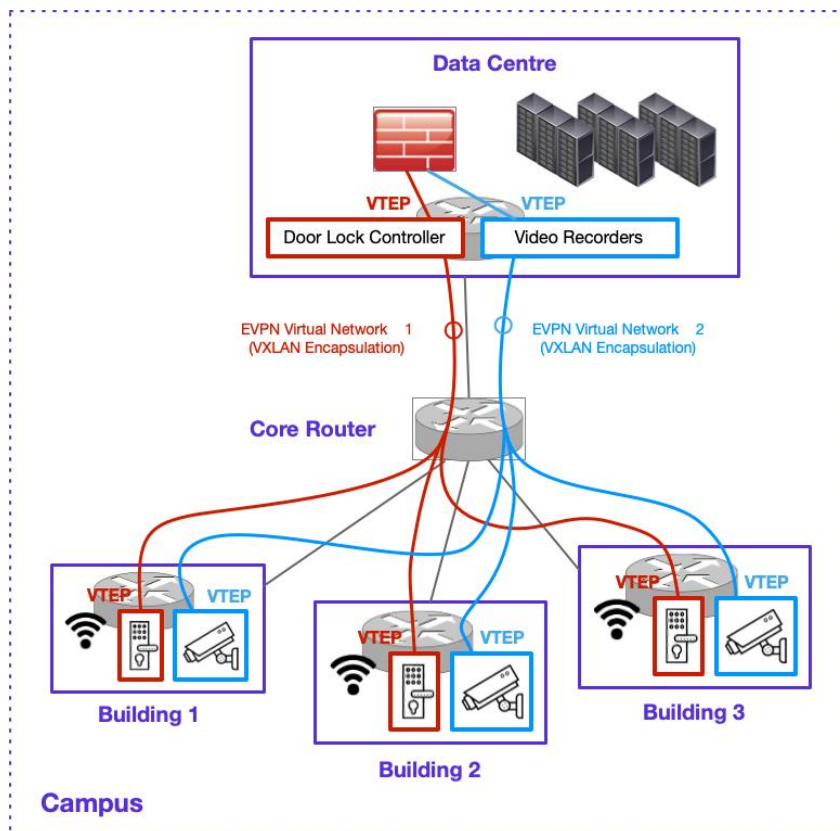 Data Centre
VTEP VTEP
Door Lock Controller Video Recorders
EVPN Virtual Network 1
(VXLAN Encapsulation)
EVPN Virtual Network 2
(VXLAN Encapsulation)
Core Router
VTEP VTEP
Building 1
VTEP VTEP
Building 2
VTEP VTEP
Building 3
Campus